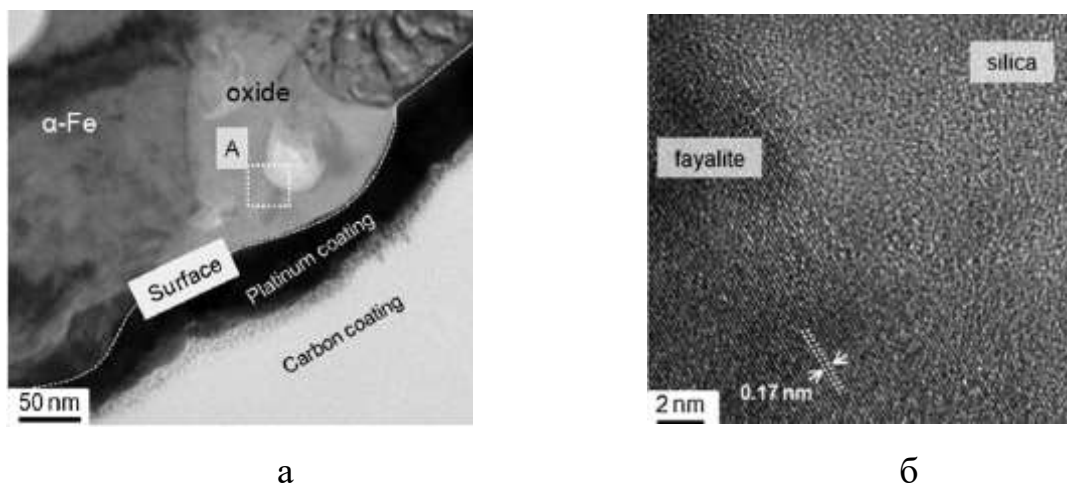 α-Fe
oxide
A
Surface
Platinum coating
Carbon coating
50 nm
silica
fayalite
0.17 nm
2 nm
а
б